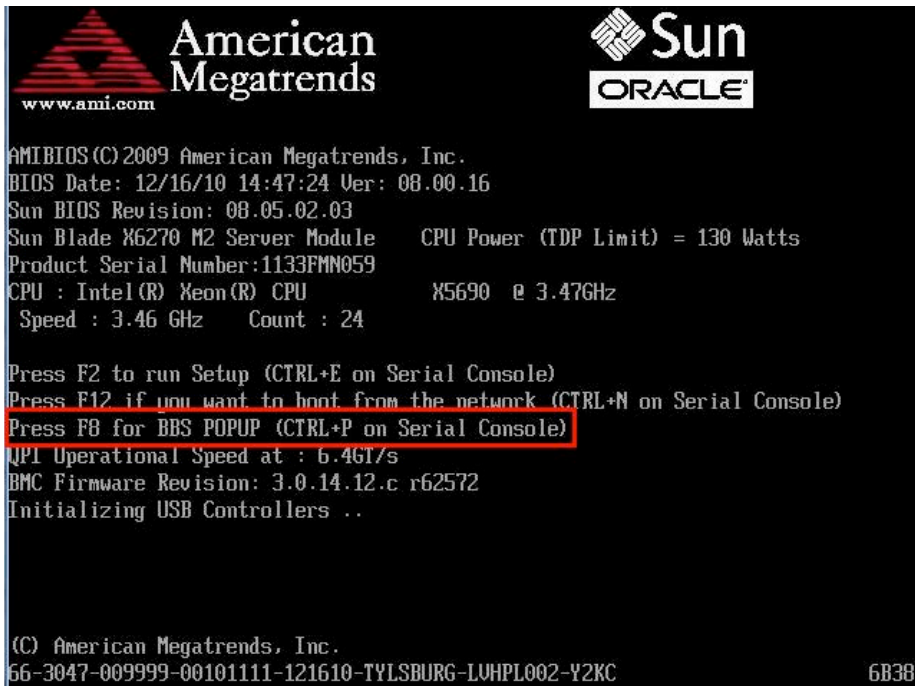 American
Megatrends
www.ami.com
Sun
ORACLE
AMIBIOS(C)2009 American Megatrends, Inc.
BIOS Date: 12/16/10 14:47:24 Ver: 08.00.16
Sun BIOS Revision: 08.05.02.03
Sun Blade X6270 M2 Server Module CPU Power (TDP Limit) = 130 Watts
Product Serial Number:1133FMN059
CPU : Intel(R) Xeon(R) CPU X5690 @ 3.47GHz
Speed : 3.46 GHz Count : 24
Press F2 to run Setup (CTRL+E on Serial Console)
Press F12 if you want to boot from the network (CTRL+N on Serial Console)
Press F8 for BBS POPUP (CTRL+P on Serial Console)
QPI Operational Speed at : 6.4GT/s
BMC Firmware Revision: 3.0.14.12.c r62572
Initializing USB Controllers ..
(C) American Megatrends, Inc.
66-3047-009999-00101111-121610-TYLSBURG-LVHPL002-Y2KC 6B38